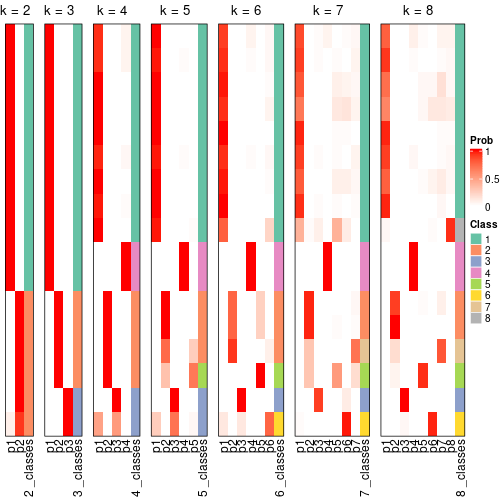 k = 2 k = 3 k = 4 k = 5 k = 6 k = 7 k = 8
Prob
1
0.5
0
Class
1
2
3
4
5
6
7
8
p1 p2 2_classes
p1 p2 p3 3_classes
p1 p2 p3 p4 4_classes
p1 p2 p3 p4 p5 5_classes
p1 p2 p3 p4 p5 p6 6_classes
p1 p2 p3 p4 p5 p6 p7 7_classes
p1 p2 p3 p4 p5 p6 p7 p8 8_classes